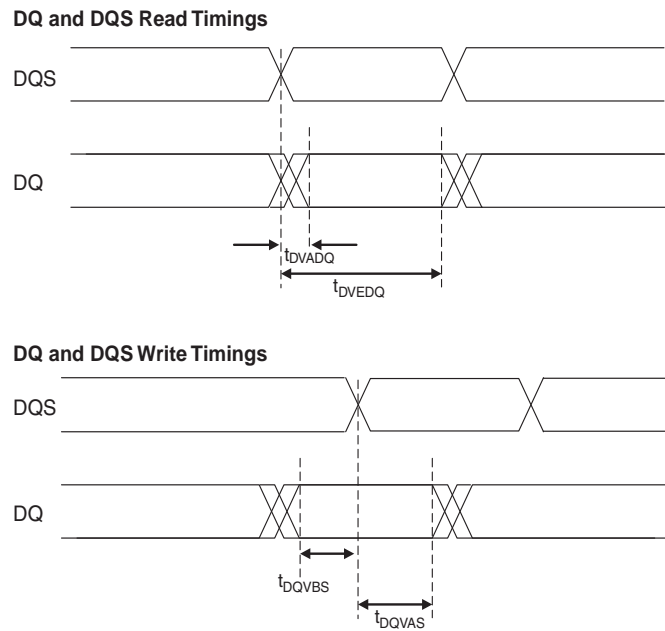 DQ and DQS Read Timings
DQS
DQ
tDVADQ
tDVEDQ
DQ and DQS Write Timings
DQS
DQ
tDQVBS
tDQVAS